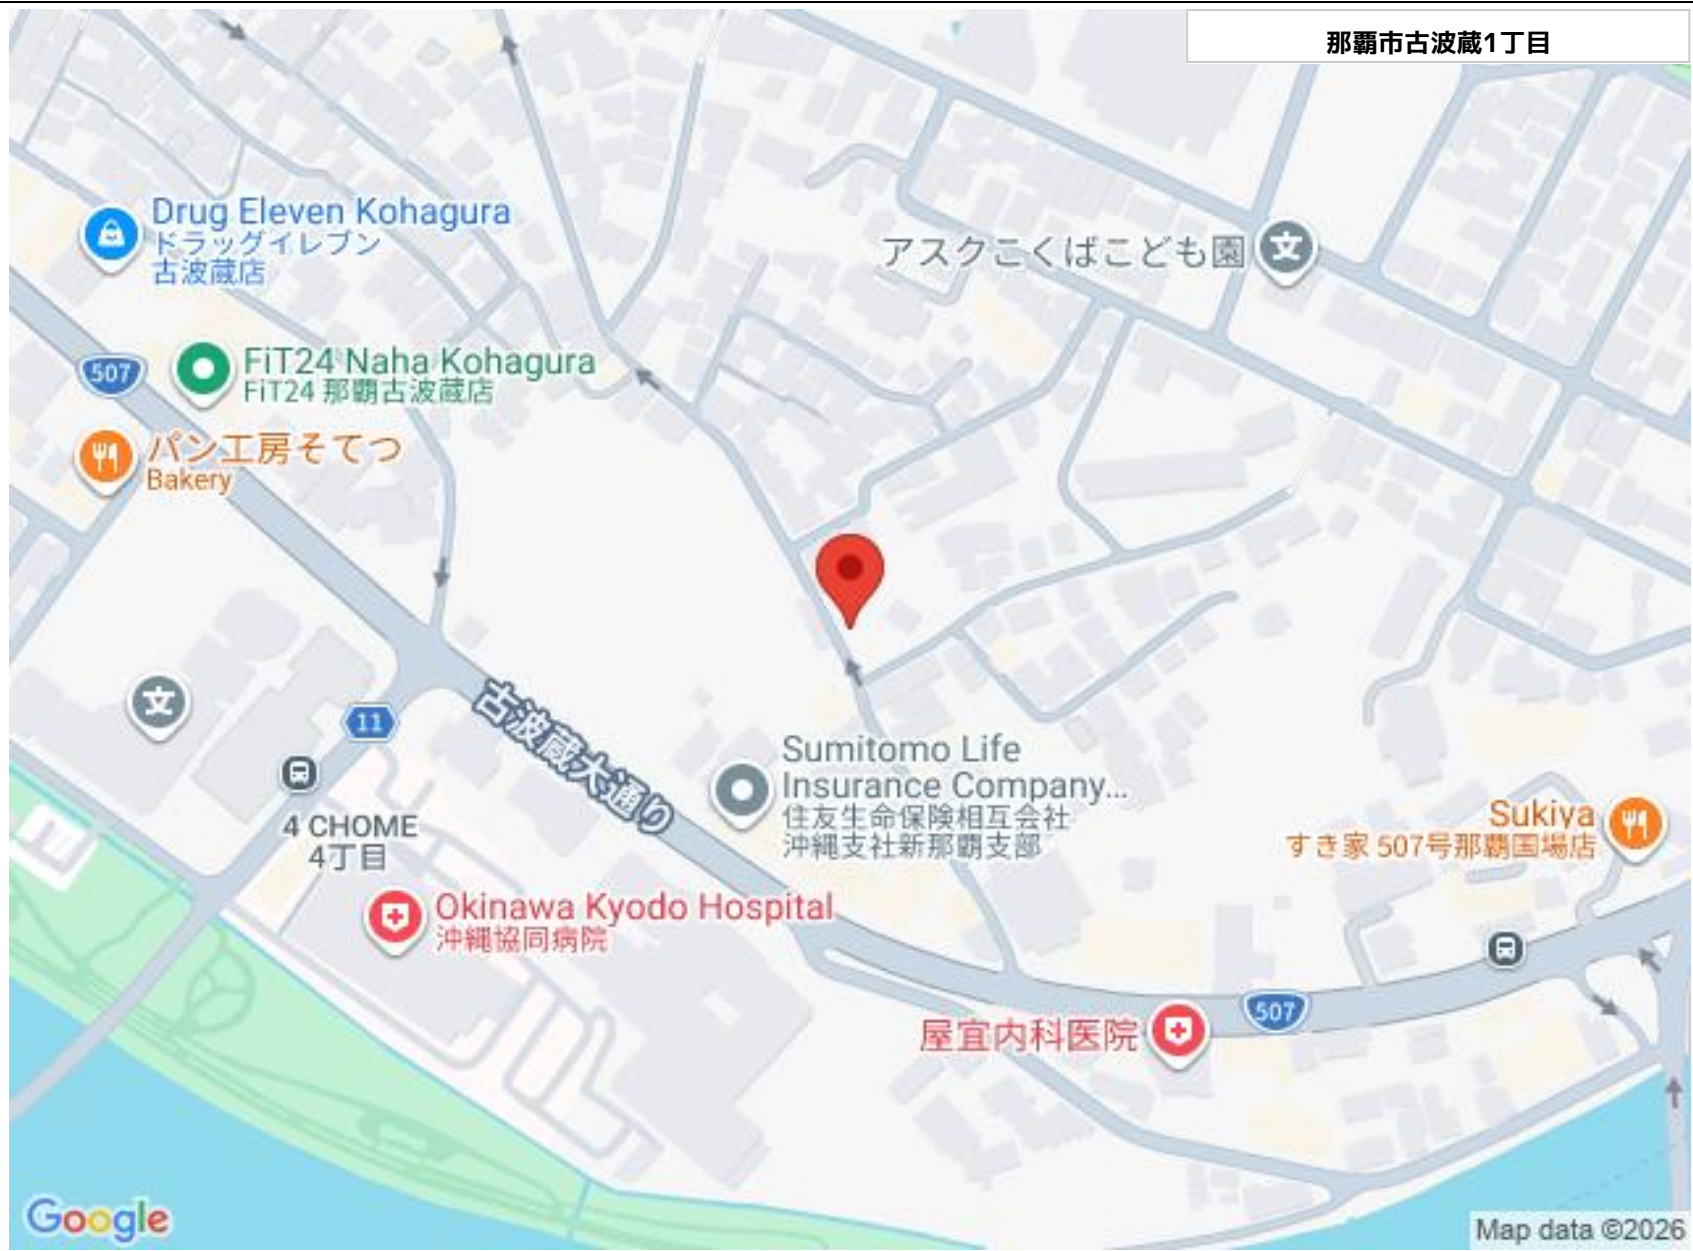 那覇市古波蔵1丁目
Drug Eleven Kohagura
ドラッグイレブン
古波蔵店
アスクこくばこども園
文
507
FiT24 Naha Kohagura
FiT24 那覇古波蔵店
パン工房そてつ
Bakery
文
11
古波蔵大通り
Sumitomo Life
Insurance Company...
住友生命保険相互会社
沖縄支社新那覇支部
4 CHOME
4丁目
Sukiya
すき家 507号那覇国場店
Okinawa Kyodo Hospital
沖縄協同病院
屋宜内科医院
507
Google
Map data ©2026